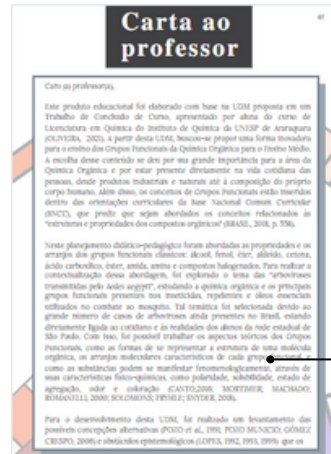 67
Carta ao
professor
Caro (a) professor(a),
Este produto educacional foi elaborado com base na UDM proposta em um
Trabalho de Conclusão de Curso, apresentado por aluna do curso de
Licenciatura em Química do Instituto de Química da UNESP de Araraquara
(OLIVEIRA, 2021). A partir desta UDM, buscou-se propor uma forma inovadora
para o ensino dos Grupos Funcionais da Química Orgânica para o Ensino Médio.
A escolha desse conteúdo se deu por sua grande importância para a área da
Química Orgânica e por estar presente diretamente na vida cotidiana das
pessoas, desde produtos industriais e naturais até à composição do próprio
corpo humano. Além disso, os conceitos de Grupos Funcionais estão inseridos
dentro das orientações curriculares da Base Nacional Comum Curricular
(BNCC), que prediz que sejam abordados os conceitos relacionados às
"estruturas e propriedades dos compostos orgânicos" (BRASIL, 2018, p. 558).
Neste planejamento didático-pedagógico foram abordadas as propriedades e os
arranjos dos grupos funcionais clássicos: álcool, fenol, éter, aldeído, cetona,
ácido carboxílico, éster, amida, amina e compostos halogenados. Para realizar a
contextualização dessa abordagem, foi explorado o tema das "arboviroses
transmitidas pelo Aedes aegypti", estudando a química orgânica e os principais
grupos funcionais presentes nos inseticidas, repelentes e óleos essenciais
utilizados no combate ao mosquito. Tal temática foi selecionada devido ao
grande número de casos de arboviroses ainda presentes no Brasil, estando
diretamente ligada ao cotidiano e às realidades dos alunos da rede estadual de
São Paulo. Com isso, foi possível trabalhar os aspectos teóricos dos Grupos
Funcionais, como as formas de se representar a estrutura de uma molécula
orgânica, os arranjos moleculares característicos de cada grupo funcional e
como as substâncias podem se manifestar fenomenologicamente, através de
suas características físico-químicas, como polaridade, solubilidade, estado de
agregação, odor e coloração (CANTO, 2016; MORTIMER; MACHADO;
ROMANELLI, 2000; SOLOMONS; FRYHLE; SNYDER, 2018).
Para o desenvolvimento desta UDM, foi realizado um levantamento das
possíveis concepções alternativas (POZO et al., 1991; POZO MUNICIO; GÓMEZ
CRESPO, 2009) e obstáculos epistemológicos (LOPES, 1992, 1993, 1999) que os